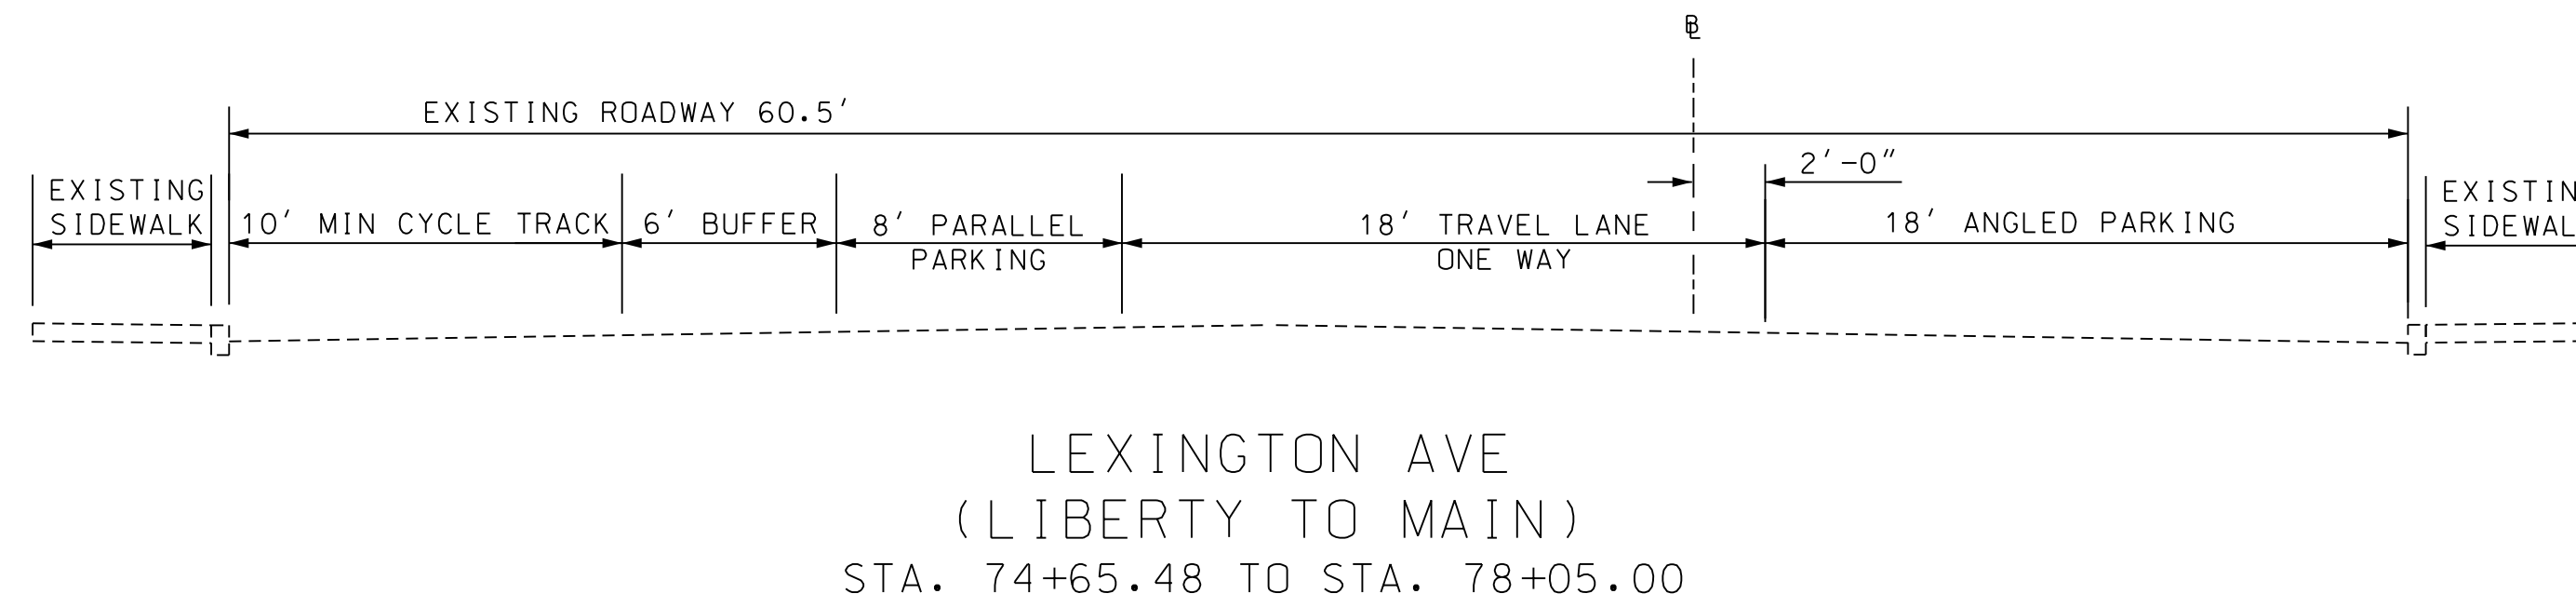 ℄
EXISTING ROADWAY 60.5'
2'-0"
EXISTING
SIDEWALK
10' MIN CYCLE TRACK
6' BUFFER
8' PARALLEL
PARKING
18' TRAVEL LANE
ONE WAY
18' ANGLED PARKING
EXISTIN
SIDEWAL
LEXINGTON AVE
(LIBERTY TO MAIN)
STA. 74+65.48 TO STA. 78+05.00